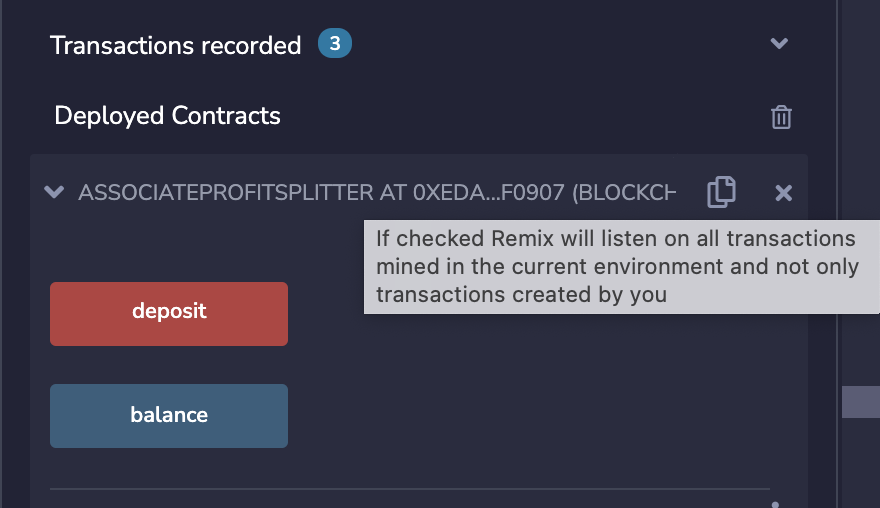 Transactions recorded 3
Deployed Contracts
ASSOCIATEPROFITSPLITTER AT 0XEDA...F0907 (BLOCKCH
If checked Remix will listen on all transactions
mined in the current environment and not only
transactions created by you
deposit
balance